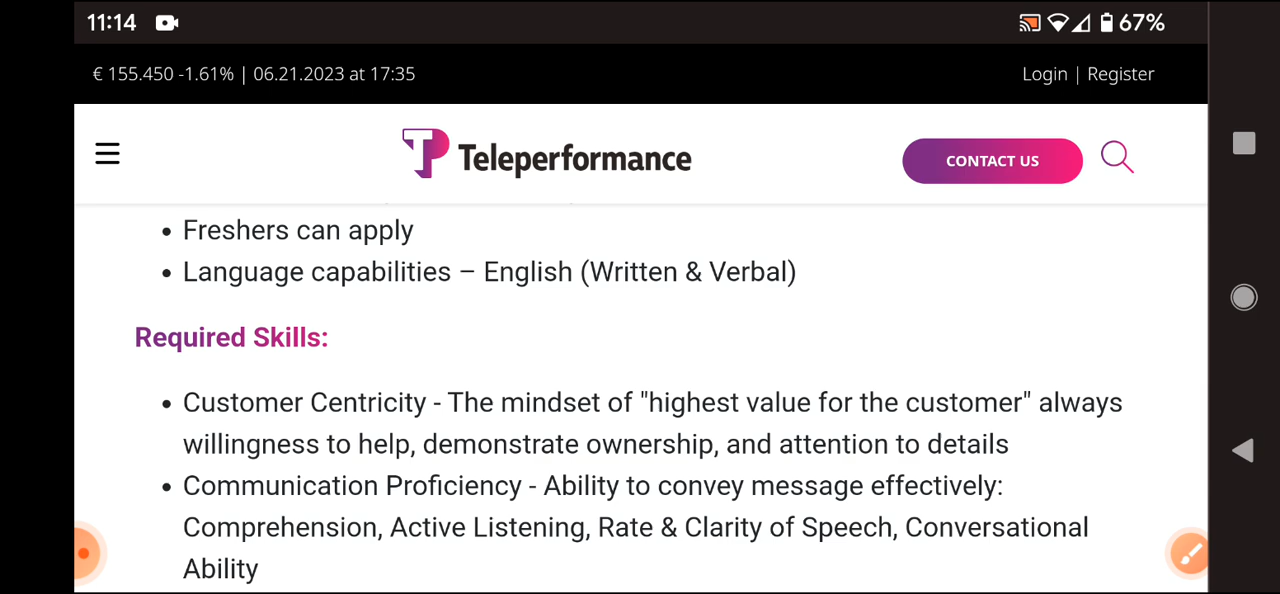 11:14 67%
€ 155.450 -1.61% | 06.21.2023 at 17:35 Login | Register
Teleperformance CONTACT US
• Freshers can apply
• Language capabilities – English (Written & Verbal)
Required Skills:
• Customer Centricity - The mindset of "highest value for the customer" always
willingness to help, demonstrate ownership, and attention to details
• Communication Proficiency - Ability to convey message effectively:
Comprehension, Active Listening, Rate & Clarity of Speech, Conversational
Ability